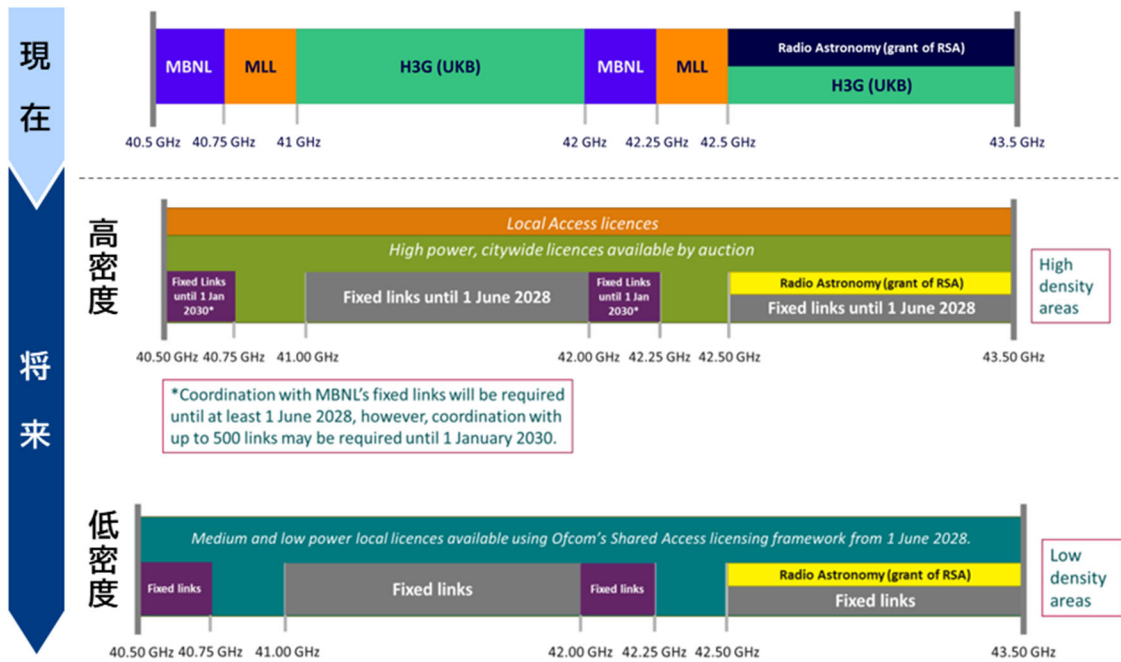 現在
MBNL
MLL
H3G (UKB)
MBNL
MLL
Radio Astronomy (grant of RSA)
H3G (UKB)
40.5 GHz
40.75 GHz
41 GHz
42 GHz
42.25 GHz
42.5 GHz
43.5 GHz
将来
高密度
Local Access licences
High power, citywide licences available by auction
Fixed Links
until 1 Jan
2030*
Fixed links until 1 June 2028
Fixed Links
until 1 Jan
2030*
Radio Astronomy (grant of RSA)
Fixed links until 1 June 2028
High
density
areas
40.50 GHz
40.75 GHz
41.00 GHz
42.00 GHz
42.25 GHz
42.50 GHz
43.50 GHz
*Coordination with MBNL's fixed links will be required
until at least 1 June 2028, however, coordination with
up to 500 links may be required until 1 January 2030.
低密度
Medium and low power local licences available using Ofcom's Shared Access licensing framework from 1 June 2028.
Fixed links
Fixed links
Fixed links
Radio Astronomy (grant of RSA)
Fixed links
Low
density
areas
40.50 GHz
40.75 GHz
41.00 GHz
42.00 GHz
42.25 GHz
42.50 GHz
43.50 GHz